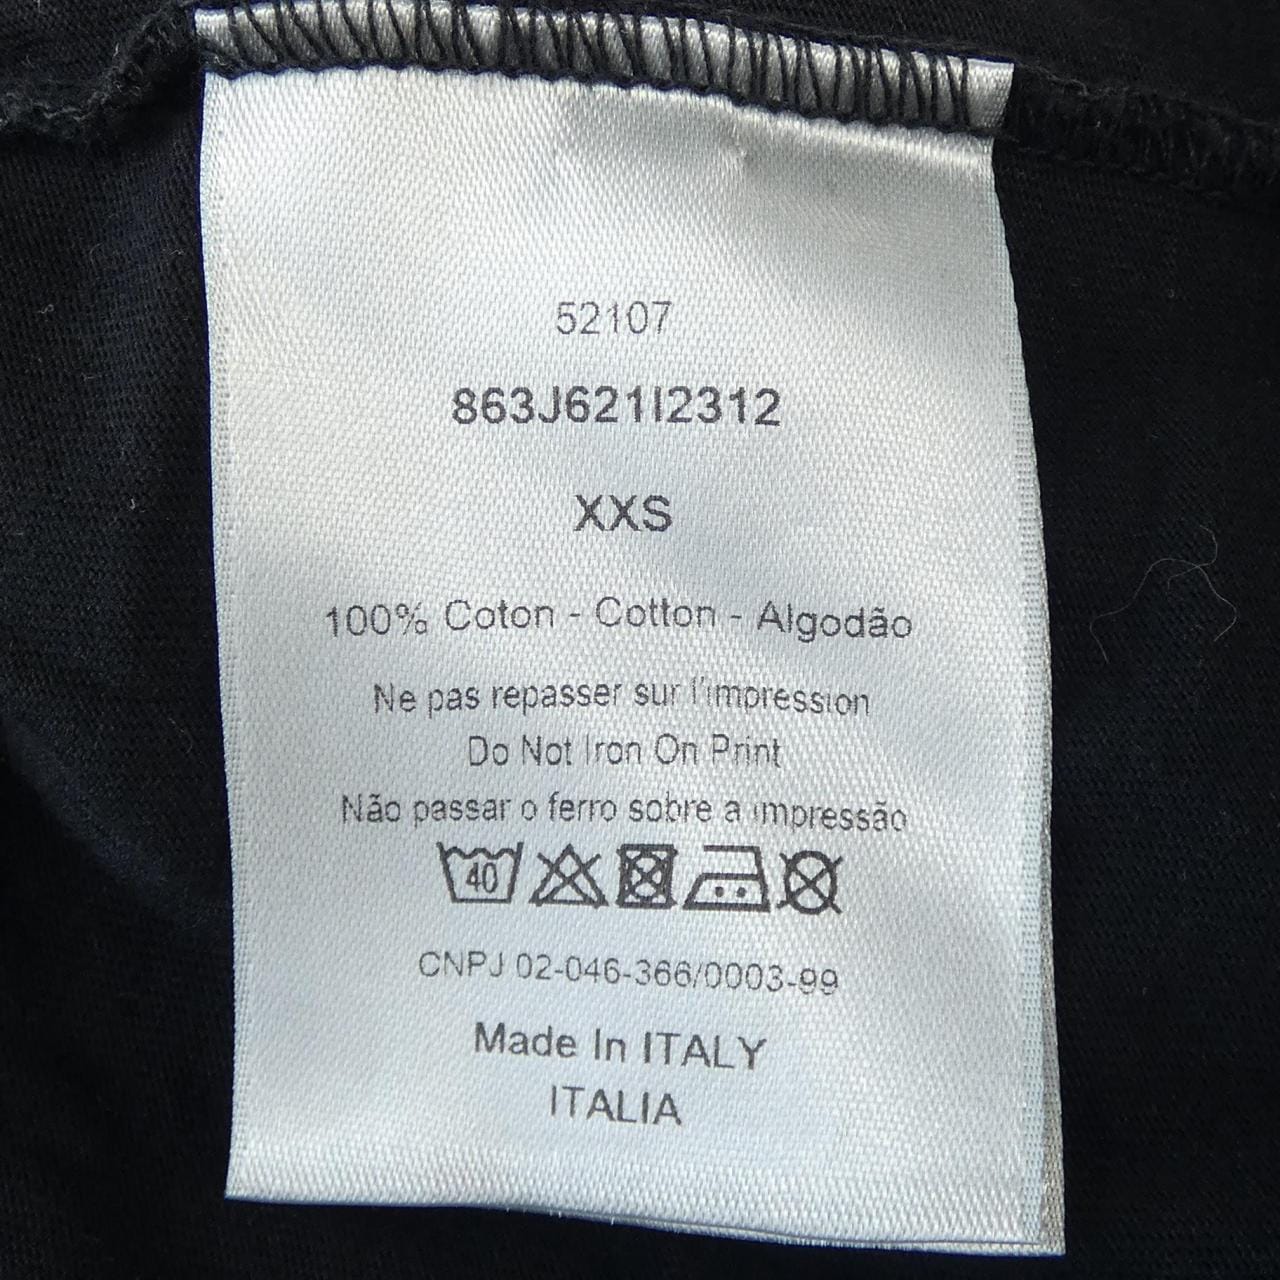 52107
863J621I2312
XXS
100% Coton - Cotton - Algodão
Ne pas repasser sur l'impression
Do Not Iron On Print
Não passar o ferro sobre a impressão
40
CNPJ 02-046-366/0003-99
Made In ITALY
ITALIA